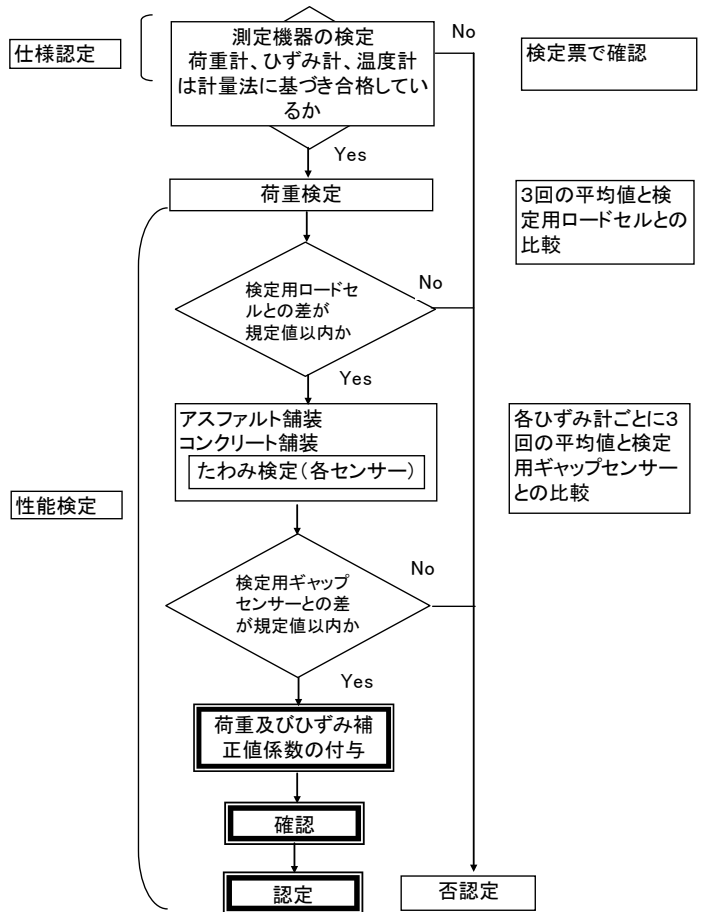 仕様認定
測定機器の検定
荷重計、ひずみ計、温度計
は計量法に基づき合格してい
るか
No
検定票で確認
Yes
荷重検定
3回の平均値と検
定用ロードセルとの
比較
検定用ロードセ
ルとの差が
規定値以内か
No
Yes
アスファルト舗装
コンクリート舗装
たわみ検定(各センサー)
各ひずみ計ごとに3
回の平均値と検定
用ギャップセンサー
との比較
性能検定
検定用ギャップ
センサーとの差
が規定値以内か
No
Yes
荷重及びひずみ補
正値係数の付与
確認
認定
否認定